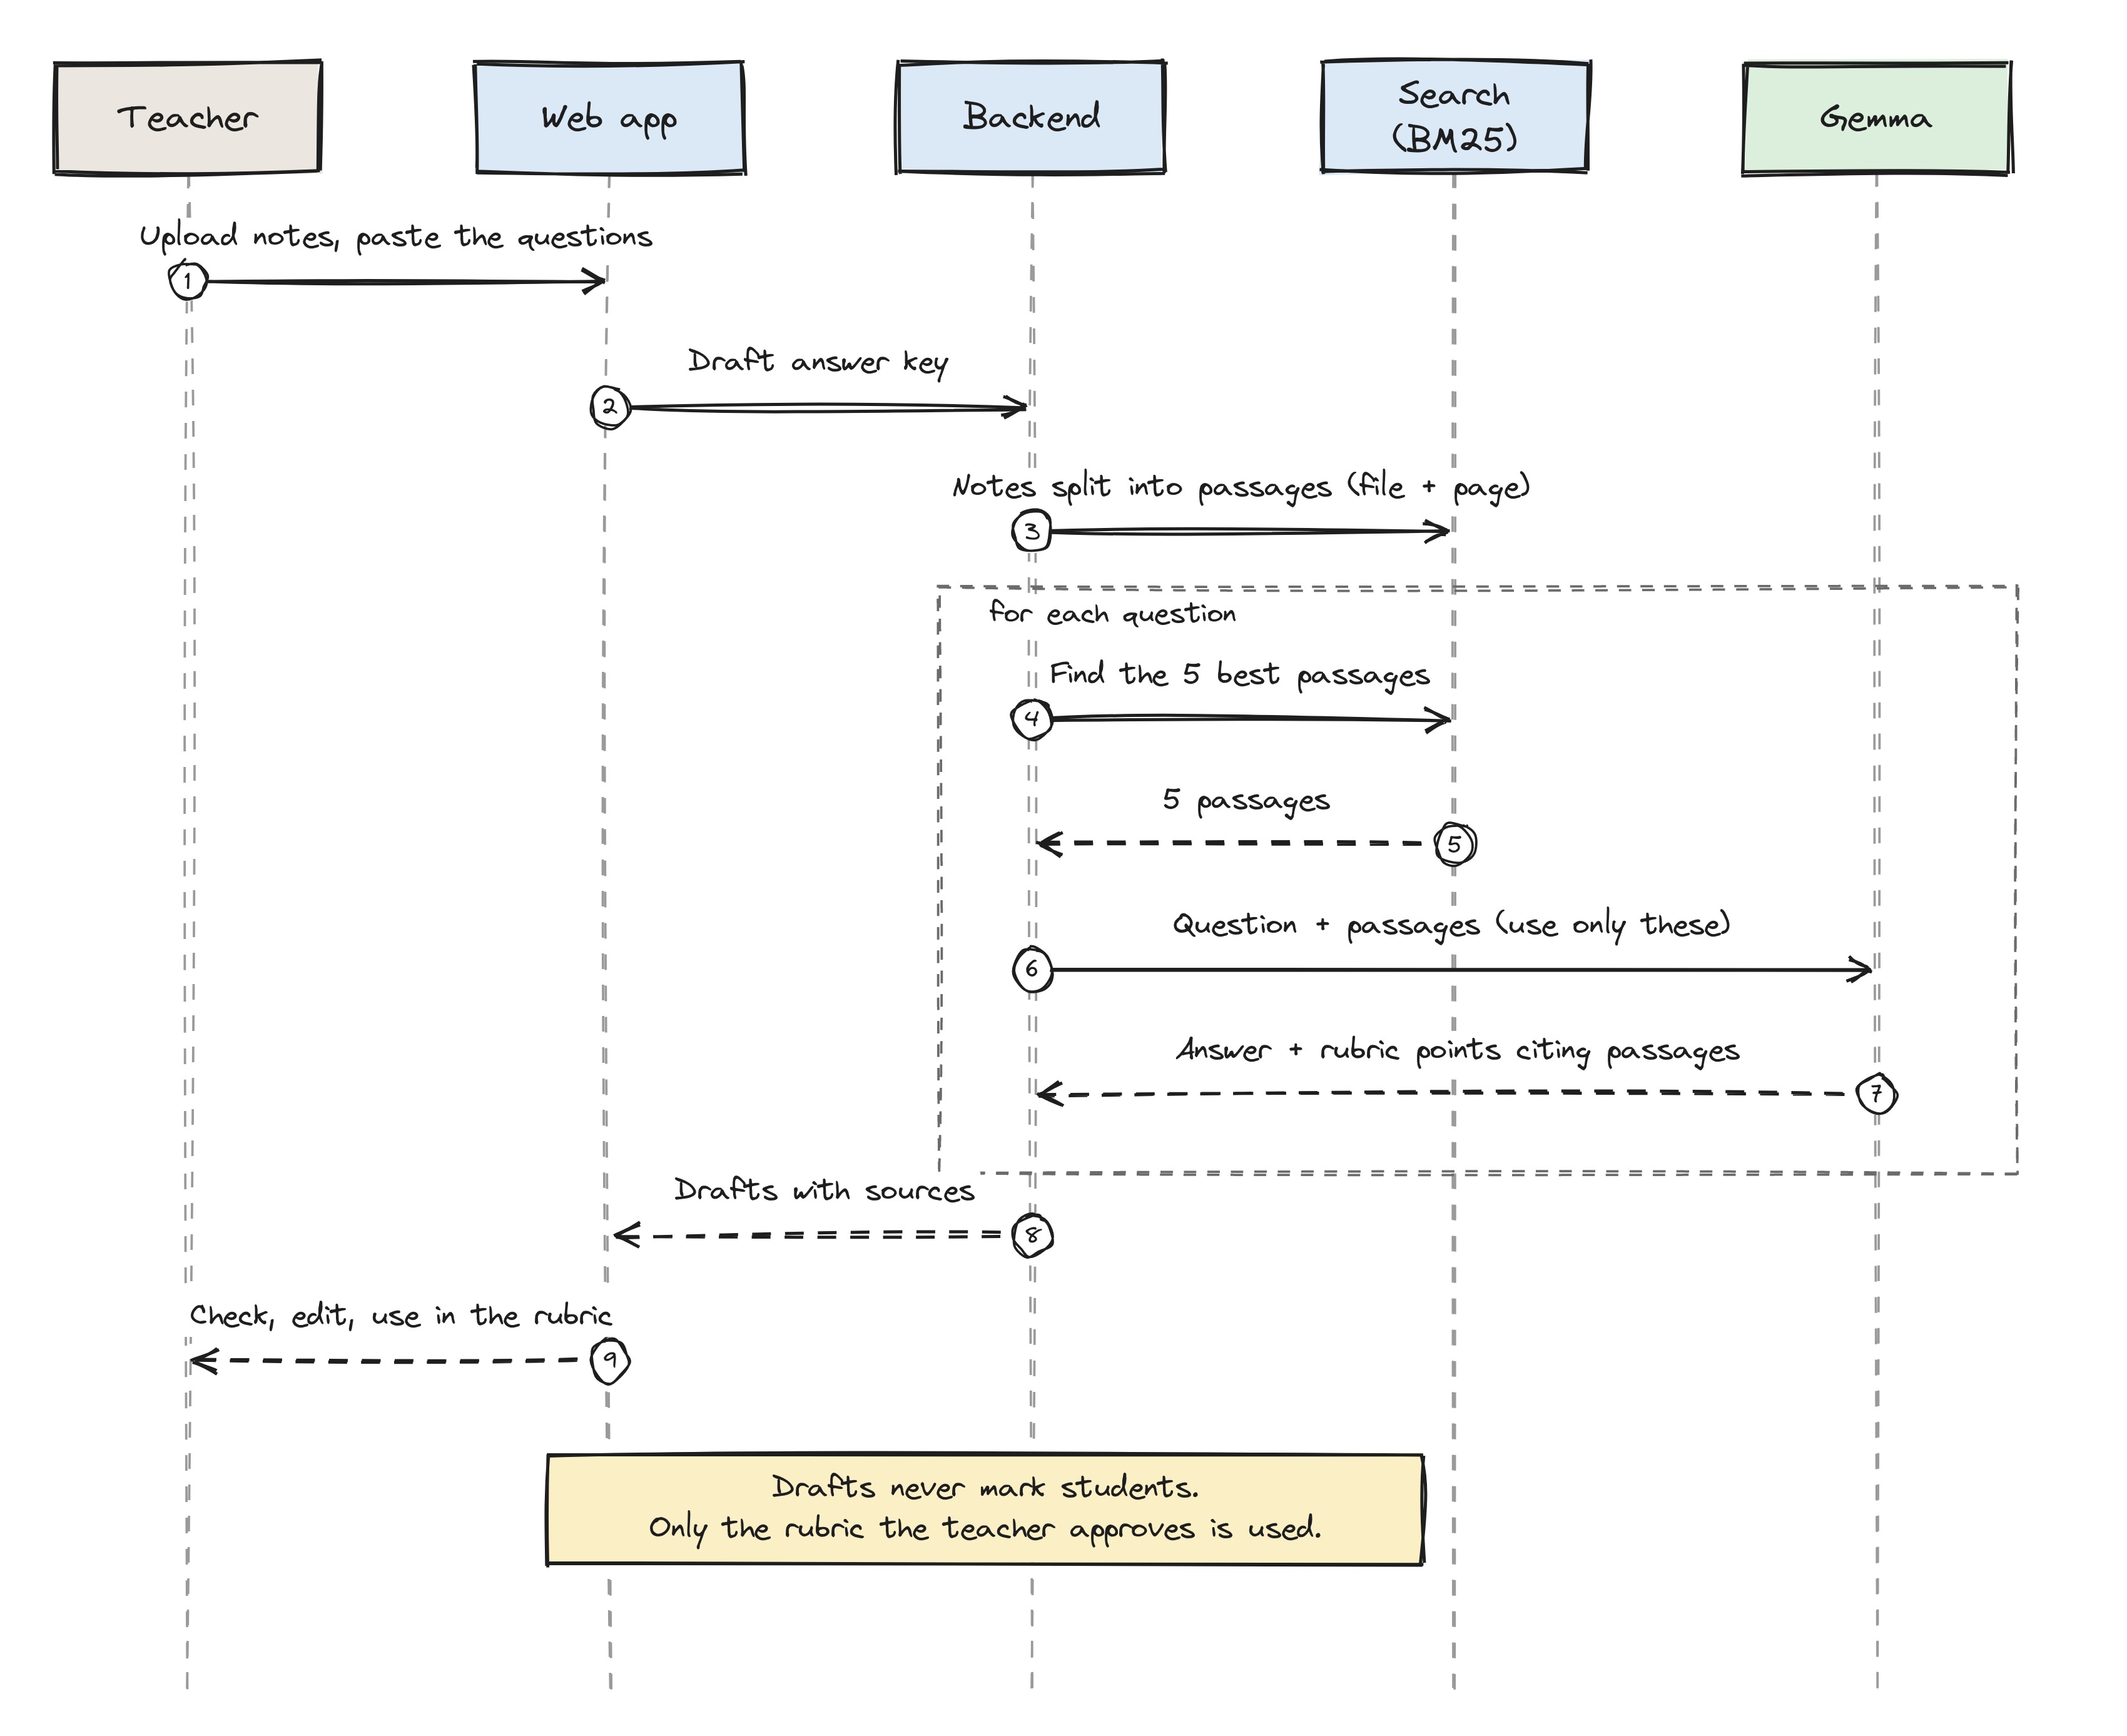 Teacher
Web app
Backend
Search
(BM25)
Gemma
Upload notes, paste the questions
1
Draft answer key
2
Notes split into passages (file + page)
3
for each question
Find the 5 best passages
4
5 passages
5
Question + passages (use only these)
6
Answer + rubric points citing passages
7
Drafts with sources
8
Check, edit, use in the rubric
9
Drafts never mark students.
Only the rubric the teacher approves is used.